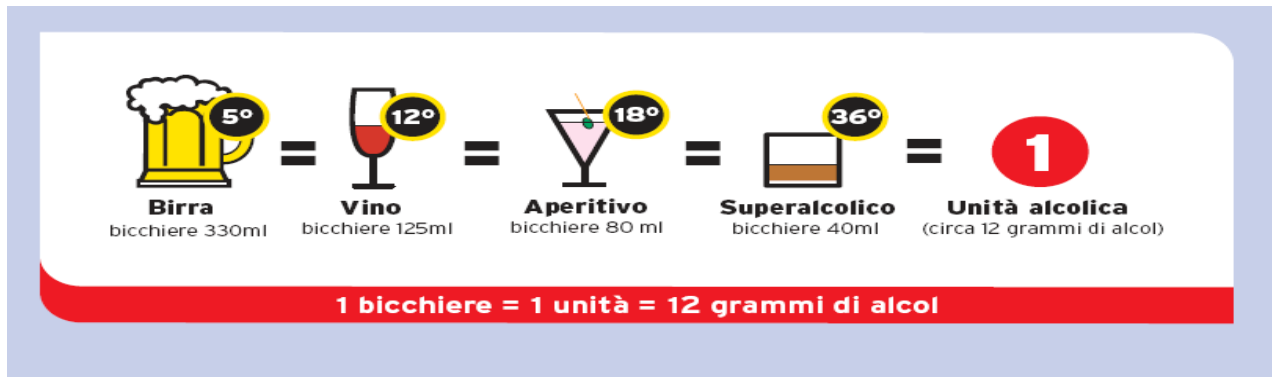 5°
12°
18°
36°
= = = =
1
Birra
bicchiere 330ml
Vino
bicchiere 125ml
Aperitivo
bicchiere 80 ml
Superalcolico
bicchiere 40ml
Unità alcolica
(circa 12 grammi di alcol)
1 bicchiere = 1 unità = 12 grammi di alcol